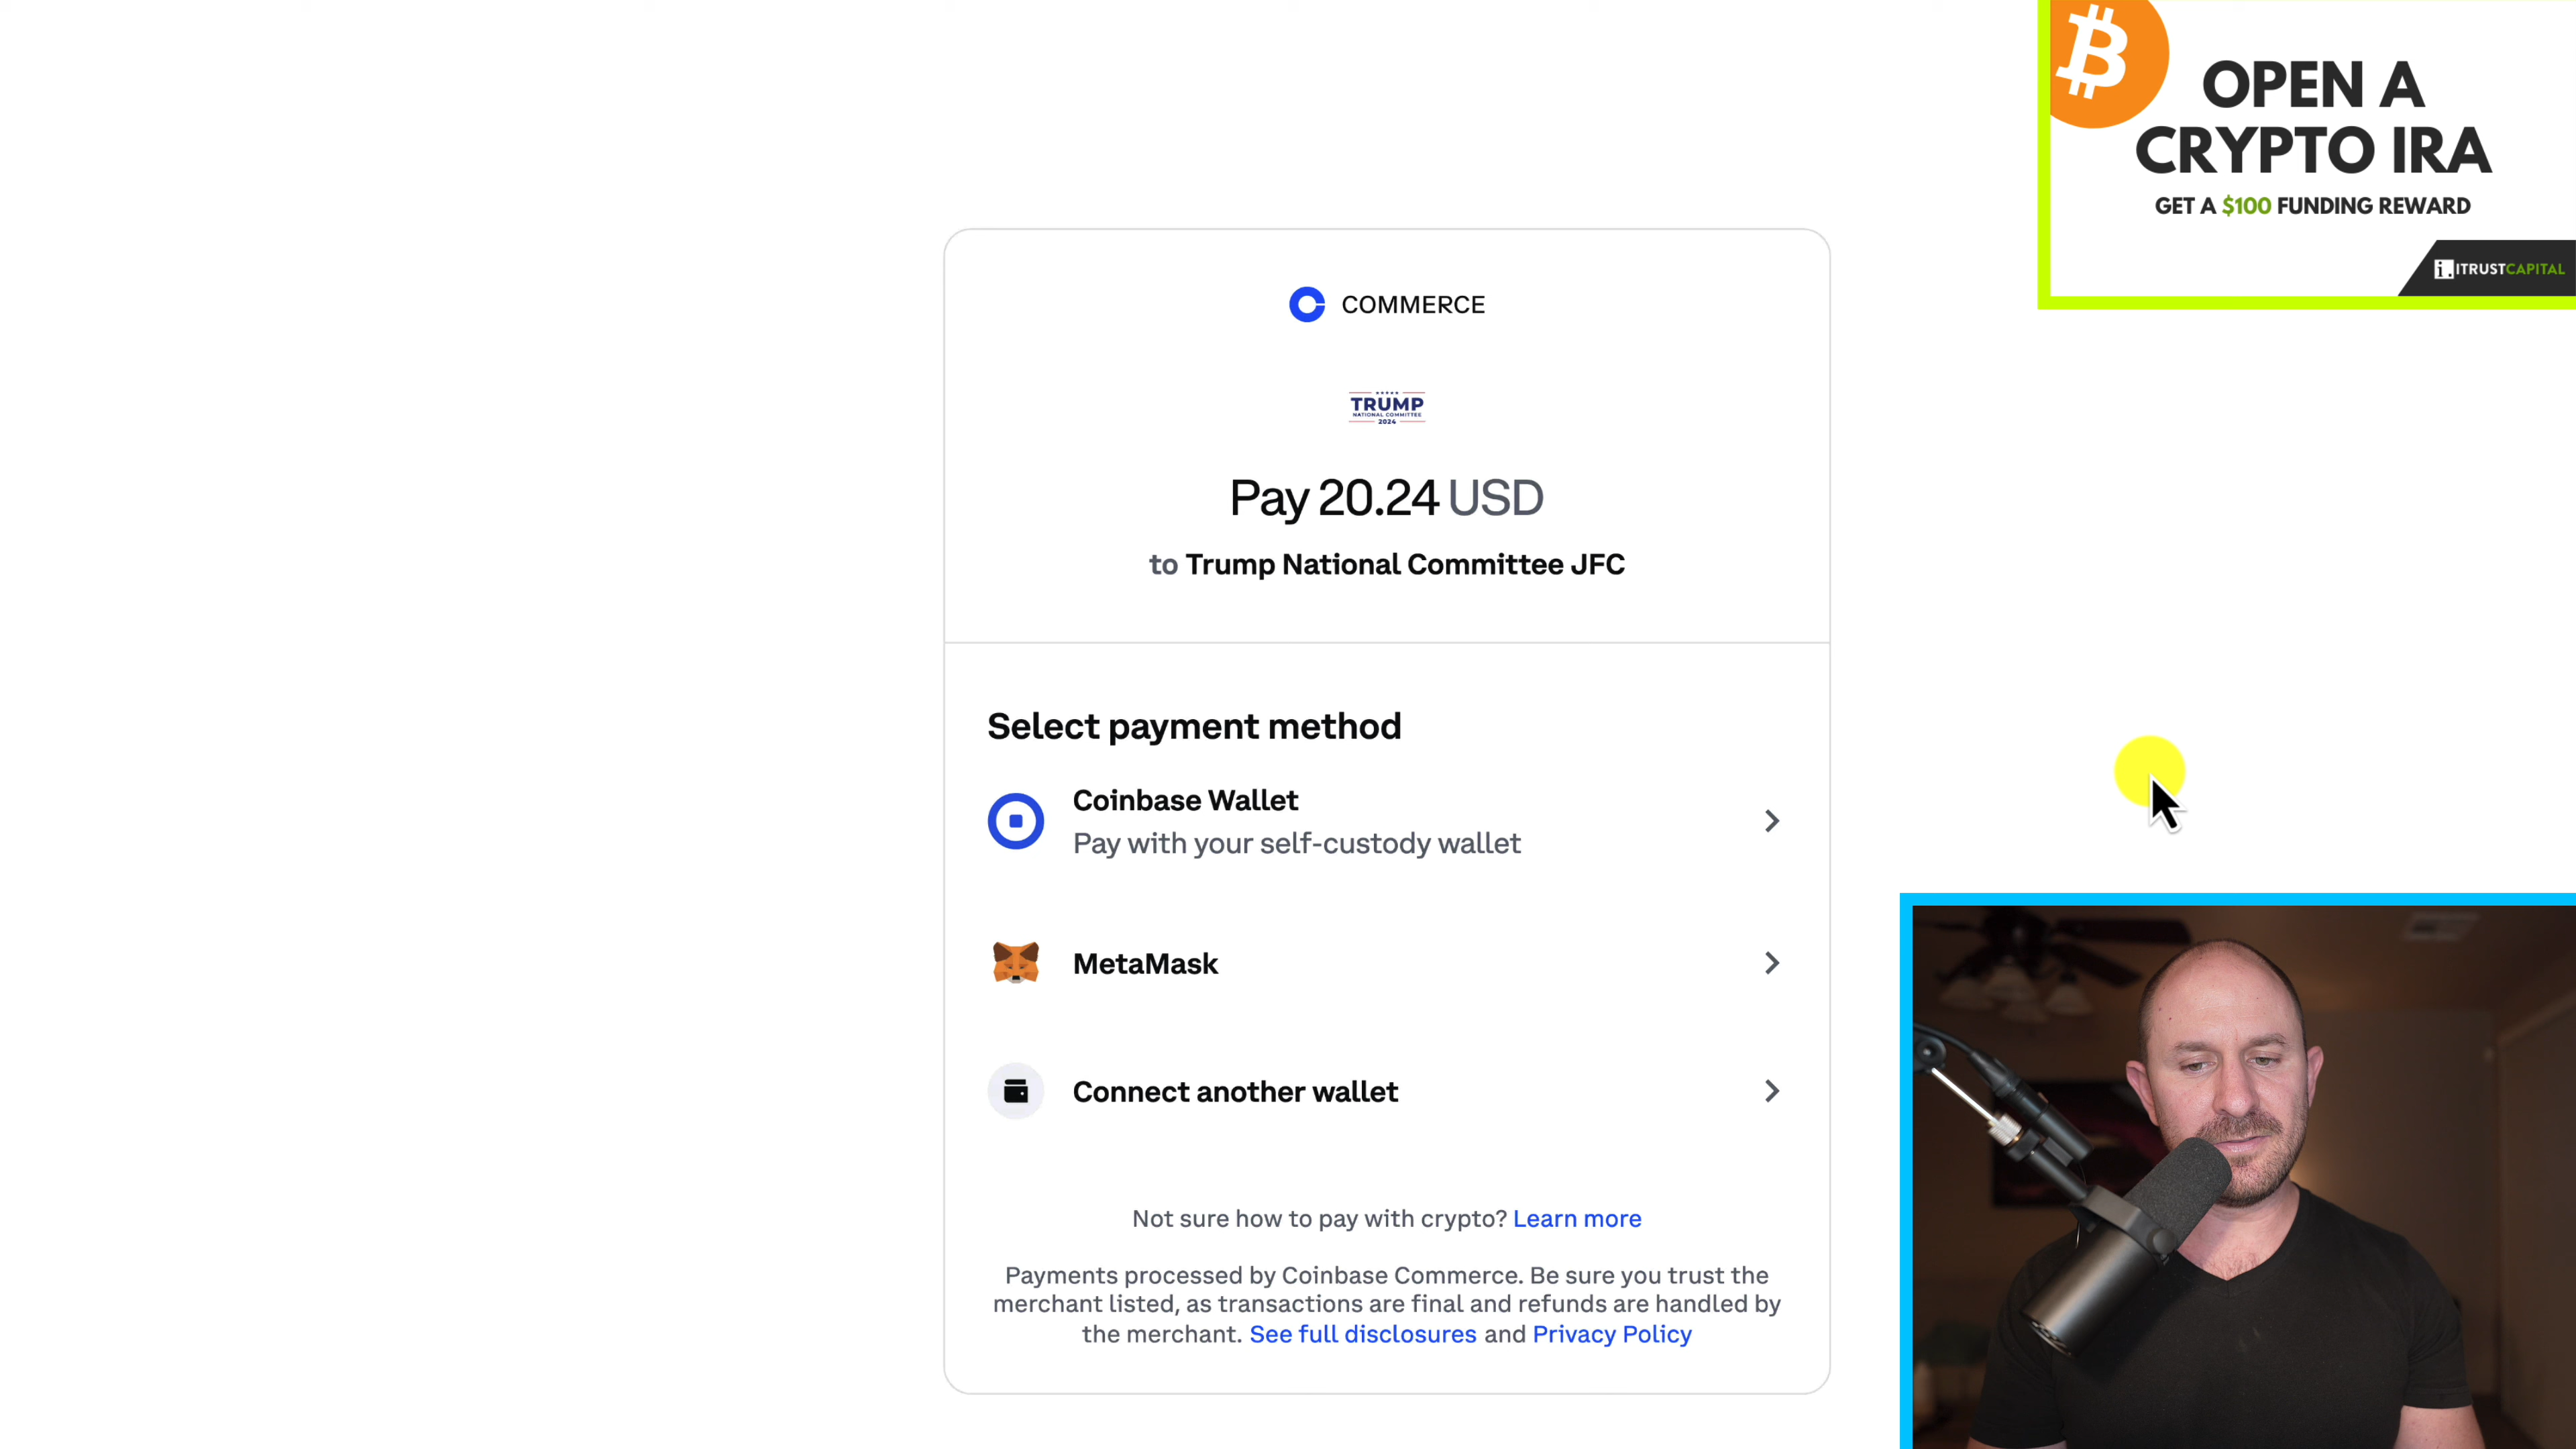 OPEN A
CRYPTO IRA
GET A $100 FUNDING REWARD
i. ITRUSTCAPITAL
COMMERCE
TRUMP
NATIONAL COMMITTEE
2024
Pay 20.24 USD
to Trump National Committee JFC
Select payment method
Coinbase Wallet
Pay with your self-custody wallet
MetaMask
Connect another wallet
Not sure how to pay with crypto? Learn more
Payments processed by Coinbase Commerce. Be sure you trust the
merchant listed, as transactions are final and refunds are handled by
the merchant. See full disclosures and Privacy Policy